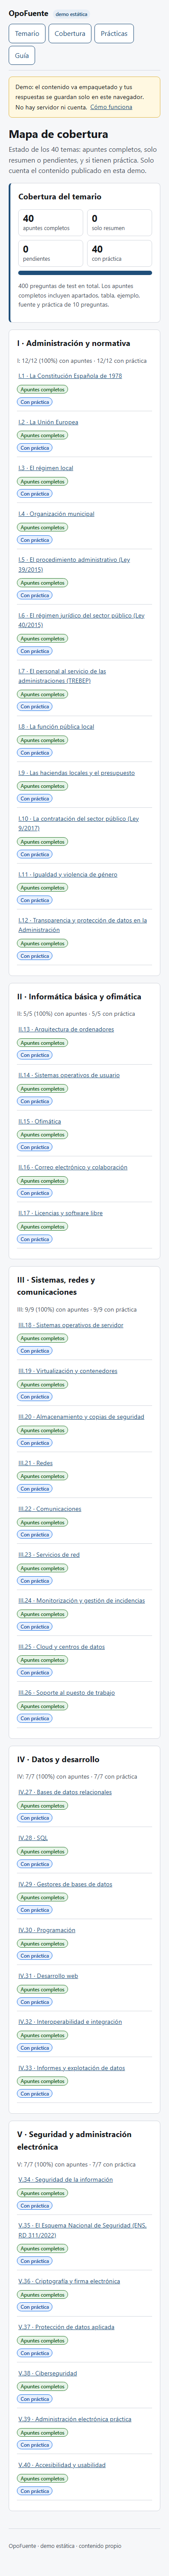 OpoFuente demo estática
Temario Cobertura Prácticas
Guía
Demo: el contenido va empaquetado y tus
respuestas se guardan solo en este navegador.
No hay servidor ni cuenta. Cómo funciona
Mapa de cobertura
Estado de los 40 temas: apuntes completos, solo
resumen o pendientes, y si tienen práctica. Solo
cuenta el contenido publicado en esta demo.
Cobertura del temario
40 0
apuntes completos solo resumen
0 40
pendientes con práctica
400 preguntas de test en total. Los apuntes
completos incluyen apartados, tabla, ejemplo,
fuente y práctica de 10 preguntas.
I · Administración y normativa
I: 12/12 (100%) con apuntes · 12/12 con práctica
I.1 · La Constitución Española de 1978
Apuntes completos
Con práctica
I.2 · La Unión Europea
Apuntes completos
Con práctica
I.3 · El régimen local
Apuntes completos
Con práctica
I.4 · Organización municipal
Apuntes completos
Con práctica
I.5 · El procedimiento administrativo (Ley
39/2015)
Apuntes completos
Con práctica
I.6 · El régimen jurídico del sector público (Ley
40/2015)
Apuntes completos
Con práctica
I.7 · El personal al servicio de las
administraciones (TREBEP)
Apuntes completos
Con práctica
I.8 · La función pública local
Apuntes completos
Con práctica
I.9 · Las haciendas locales y el presupuesto
Apuntes completos
Con práctica
I.10 · La contratación del sector público (Ley
9/2017)
Apuntes completos
Con práctica
I.11 · Igualdad y violencia de género
Apuntes completos
Con práctica
I.12 · Transparencia y protección de datos en la
Administración
Apuntes completos
Con práctica
II · Informática básica y ofimática
II: 5/5 (100%) con apuntes · 5/5 con práctica
II.13 · Arquitectura de ordenadores
Apuntes completos
Con práctica
II.14 · Sistemas operativos de usuario
Apuntes completos
Con práctica
II.15 · Ofimática
Apuntes completos
Con práctica
II.16 · Correo electrónico y colaboración
Apuntes completos
Con práctica
II.17 · Licencias y software libre
Apuntes completos
Con práctica
III · Sistemas, redes y
comunicaciones
III: 9/9 (100%) con apuntes · 9/9 con práctica
III.18 · Sistemas operativos de servidor
Apuntes completos
Con práctica
III.19 · Virtualización y contenedores
Apuntes completos
Con práctica
III.20 · Almacenamiento y copias de seguridad
Apuntes completos
Con práctica
III.21 · Redes
Apuntes completos
Con práctica
III.22 · Comunicaciones
Apuntes completos
Con práctica
III.23 · Servicios de red
Apuntes completos
Con práctica
III.24 · Monitorización y gestión de incidencias
Apuntes completos
Con práctica
III.25 · Cloud y centros de datos
Apuntes completos
Con práctica
III.26 · Soporte al puesto de trabajo
Apuntes completos
Con práctica
IV · Datos y desarrollo
IV: 7/7 (100%) con apuntes · 7/7 con práctica
IV.27 · Bases de datos relacionales
Apuntes completos
Con práctica
IV.28 · SQL
Apuntes completos
Con práctica
IV.29 · Gestores de bases de datos
Apuntes completos
Con práctica
IV.30 · Programación
Apuntes completos
Con práctica
IV.31 · Desarrollo web
Apuntes completos
Con práctica
IV.32 · Interoperabilidad e integración
Apuntes completos
Con práctica
IV.33 · Informes y explotación de datos
Apuntes completos
Con práctica
V · Seguridad y administración
electrónica
V: 7/7 (100%) con apuntes · 7/7 con práctica
V.34 · Seguridad de la información
Apuntes completos
Con práctica
V.35 · El Esquema Nacional de Seguridad (ENS,
RD 311/2022)
Apuntes completos
Con práctica
V.36 · Criptografía y firma electrónica
Apuntes completos
Con práctica
V.37 · Protección de datos aplicada
Apuntes completos
Con práctica
V.38 · Ciberseguridad
Apuntes completos
Con práctica
V.39 · Administración electrónica práctica
Apuntes completos
Con práctica
V.40 · Accesibilidad y usabilidad
Apuntes completos
Con práctica
OpoFuente · demo estática · contenido propio